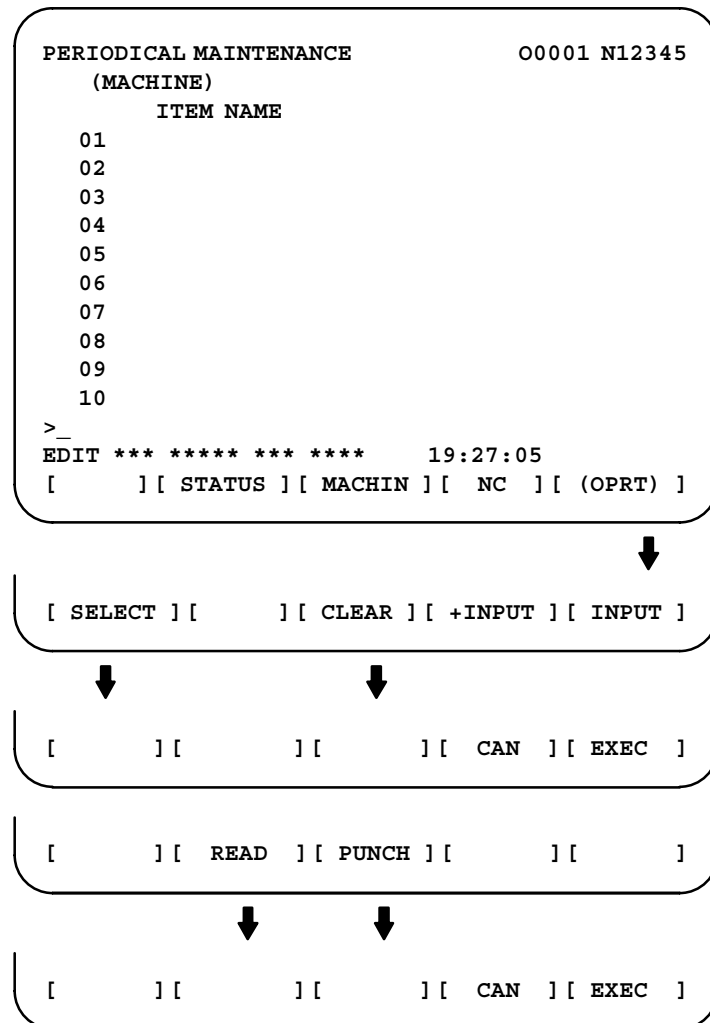 PERIODICAL MAINTENANCE O0001 N12345
(MACHINE)
ITEM NAME
01
02
03
04
05
06
07
08
09
10
>_
EDIT *** ***** *** **** 19:27:05
[ ][ STATUS ][ MACHIN ][ NC ][ (OPRT) ]
[ SELECT ][ ][ CLEAR ][ +INPUT ][ INPUT ]
[ ][ ][ ][ CAN ][ EXEC ]
[ ][ READ ][ PUNCH ][ ][ ]
[ ][ ][ ][ CAN ][ EXEC ]